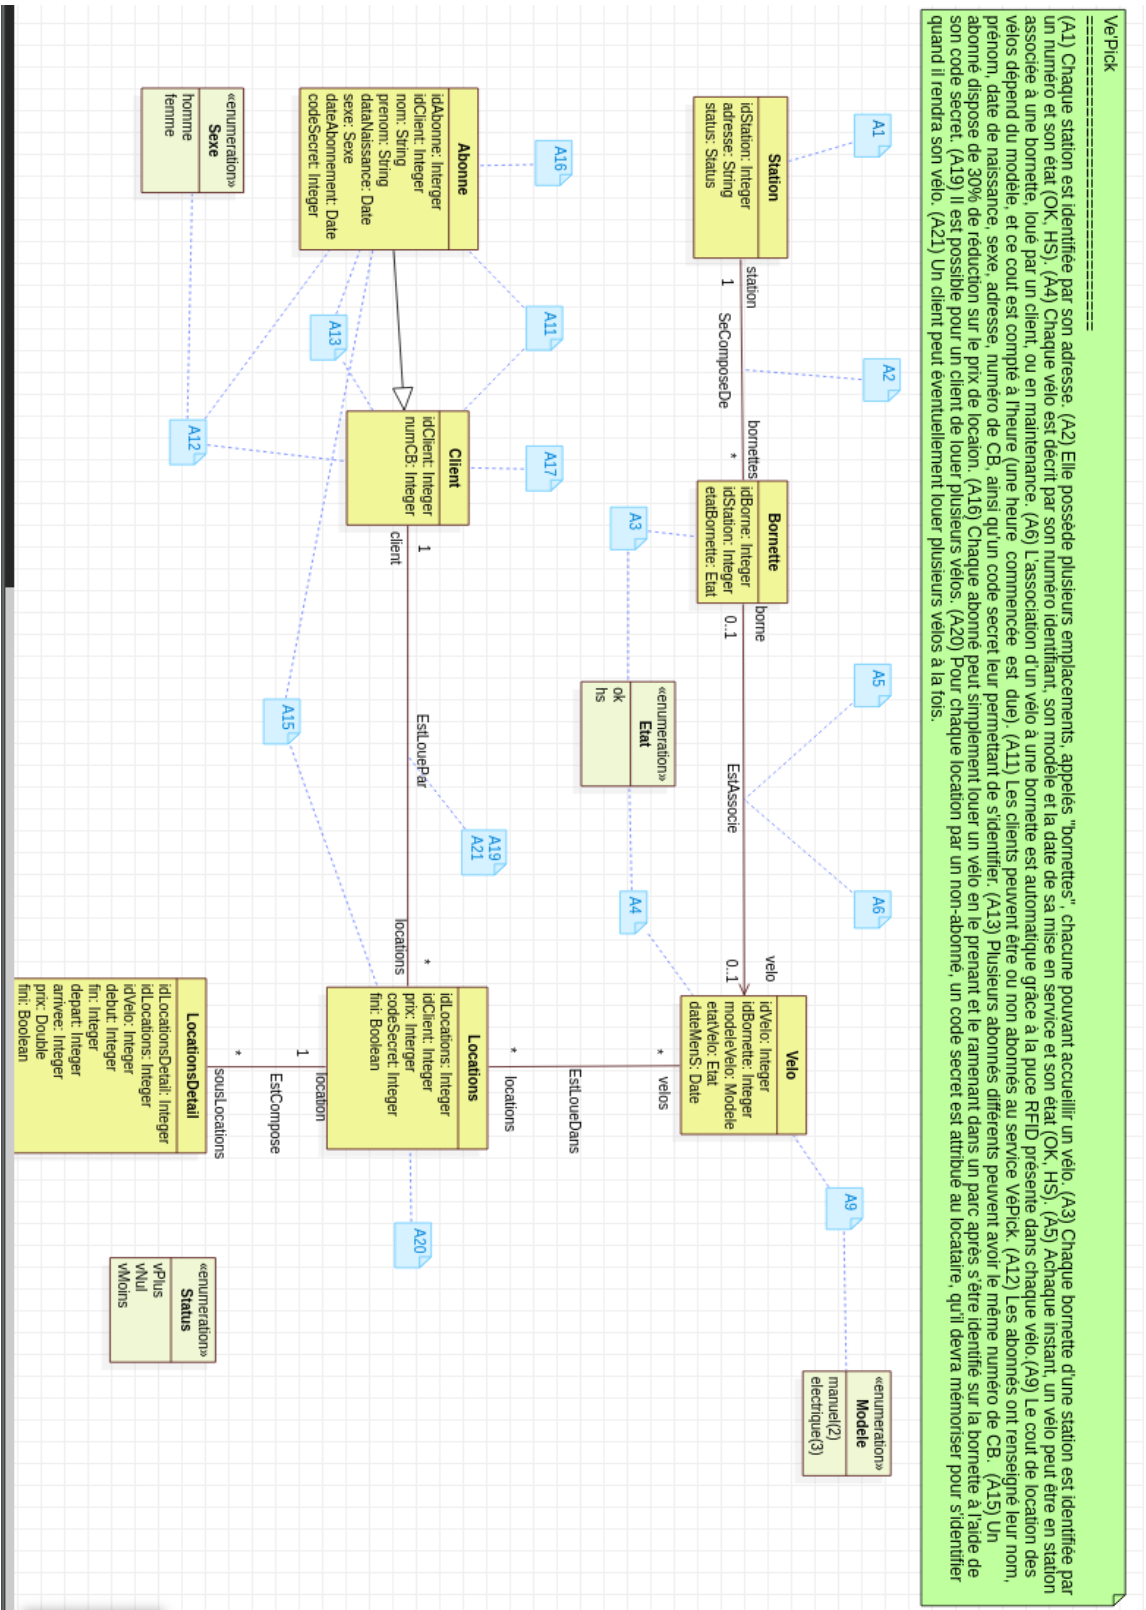 Ve'Pick
================================
(A1) Chaque station est identifiée par son adresse. (A2) Elle possède plusieurs emplacements, appelés "bornettes", chacune pouvant accueillir un vélo. (A3) Chaque bornette d'une station est identifiée par
un numéro et son état (OK, HS). (A4) Chaque vélo est décrit par son numéro identifiant, son modèle et la date de sa mise en service et son état (OK, HS). (A5) Achaque instant, un vélo peut être en station
associée à une bornette, loué par un client, ou en maintenance. (A6) L'association d'un vélo à une bornette est automatique grâce à la puce RFID présente dans chaque vélo.(A9) Le cout de location des
vélos dépend du modèle, et ce cout est compté à l'heure (une heure commencée est due). (A11) Les clients peuvent être ou non abonnés au service VéPick. (A12) Les abonnés ont renseigné leur nom,
prénom, date de naissance, sexe, adresse, numéro de CB, ainsi qu'un code secret leur permettant de s'identifier. (A13) Plusieurs abonnés différents peuvent avoir le même numéro de CB. (A15) Un
abonné dispose de 30% de réduction sur le prix de locaion. (A16) Chaque abonné peut simplement louer un vélo en le prenant et le ramenant dans un parc après s'être identifié sur la bornette à l'aide de
son code secret. (A19) Il est possible pour un client de louer plusieurs vélos. (A20) Pour chaque location par un non-abonné, un code secret est attribué au locataire, qu'il devra mémoriser pour s'identifier
quand il rendra son vélo. (A21) Un client peut éventuellement louer plusieurs vélos à la fois.
A1
A2
A5
A6
A9
«enumeration»
Modele
manuel(2)
electrique(3)
Station
idStation: Integer
adresse: String
status: Status
station
1
SeComposeDe
bornettes
*
Bornette
idBorne: Integer
idStation: Integer
etatBornette: Etat
borne
0..1
EstAssocie
velo
0..1
Velo
idVelo: Integer
idBornette: Integer
modeleVelo: Modele
etatVelo: Etat
dateMenS: Date
A3
«enumeration»
Etat
ok
hs
A4
*
velos
EstLoueDans
*
locations
A16
A11
A17
A19
A21
Abonne
idAbonne: Interger
idClient: Integer
nom: String
prenom: String
dataNaissance: Date
sexe: Sexe
dateAbonnement: Date
codeSecret: Integer
Client
idClient: Integer
numCB: Integer
1
client
EstLouePar
*
locations
Locations
idLocations: Integer
idClient: Integer
prix: Interger
codeSecret: Integer
fini: Boolean
A20
A13
A12
A15
1
location
EstCompose
*
sousLocations
«enumeration»
Sexe
homme
femme
LocationsDetail
idLocationsDetail: Integer
idLocations: Integer
idVelo: Integer
debut: Integer
fin: Integer
depart: Integer
arrivee: Integer
prix: Double
fini: Boolean
«enumeration»
Status
vPlus
vNul
vMoins